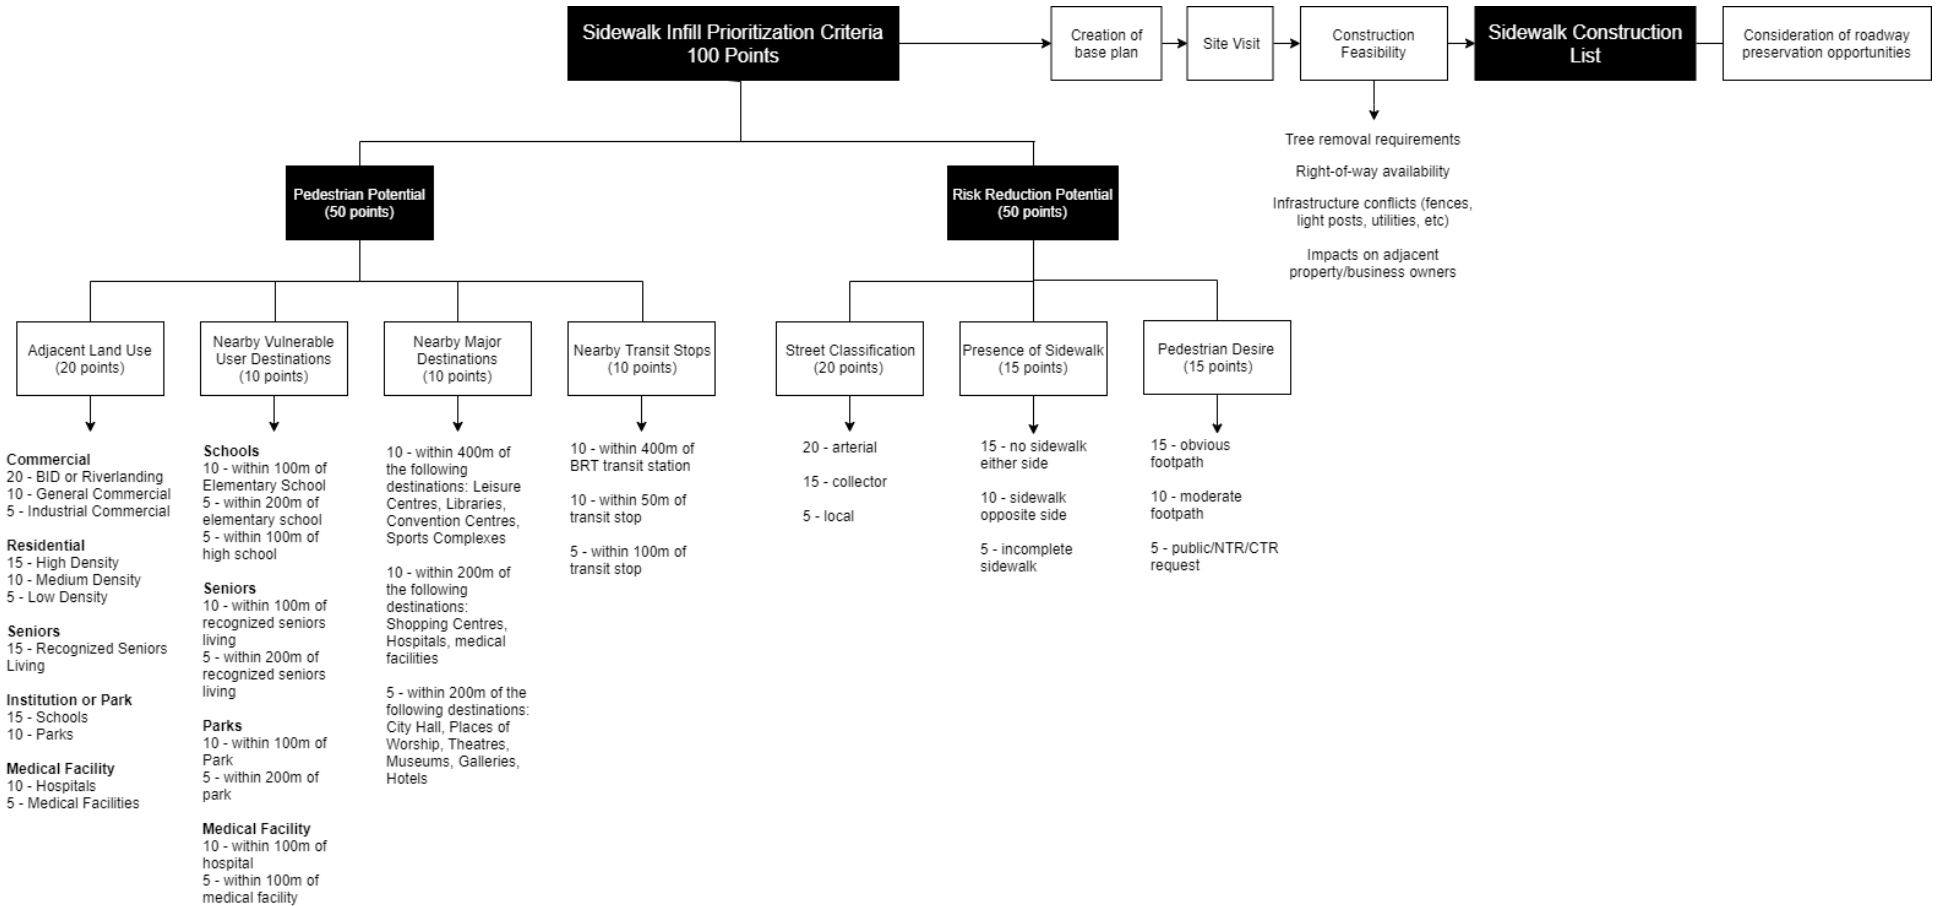 Sidewalk Infill Prioritization Criteria
100 Points
Creation of
base plan
Site Visit
Construction
Feasibility
Sidewalk Construction
List
Consideration of roadway
preservation opportunities
Tree removal requirements
Right-of-way availability
Infrastructure conflicts (fences,
light posts, utilities, etc)
Impacts on adjacent
property/business owners
Pedestrian Potential
(50 points)
Risk Reduction Potential
(50 points)
Adjacent Land Use
(20 points)
Nearby Vulnerable
User Destinations
(10 points)
Nearby Major
Destinations
(10 points)
Nearby Transit Stops
(10 points)
Street Classification
(20 points)
Presence of Sidewalk
(15 points)
Pedestrian Desire
(15 points)
Commercial
20 - BID or Riverlanding
10 - General Commercial
5 - Industrial Commercial
Residential
15 - High Density
10 - Medium Density
5 - Low Density
Seniors
15 - Recognized Seniors
Living
Institution or Park
15 - Schools
10 - Parks
Medical Facility
10 - Hospitals
5 - Medical Facilities
Schools
10 - within 100m of
Elementary School
5 - within 200m of
elementary school
5 - within 100m of
high school
Seniors
10 - within 100m of
recognized seniors
living
5 - within 200m of
recognized seniors
living
Parks
10 - within 100m of
Park
5 - within 200m of
park
Medical Facility
10 - within 100m of
hospital
5 - within 100m of
medical facility
10 - within 400m of
the following
destinations: Leisure
Centres, Libraries,
Convention Centres,
Sports Complexes
10 - within 200m of
the following
destinations:
Shopping Centres,
Hospitals, medical
facilities
5 - within 200m of the
following destinations:
City Hall, Places of
Worship, Theatres,
Museums, Galleries,
Hotels
10 - within 400m of
BRT transit station
10 - within 50m of
transit stop
5 - within 100m of
transit stop
20 - arterial
15 - collector
5 - local
15 - no sidewalk
either side
10 - sidewalk
opposite side
5 - incomplete
sidewalk
15 - obvious
footpath
10 - moderate
footpath
5 - public/NTR/CTR
request